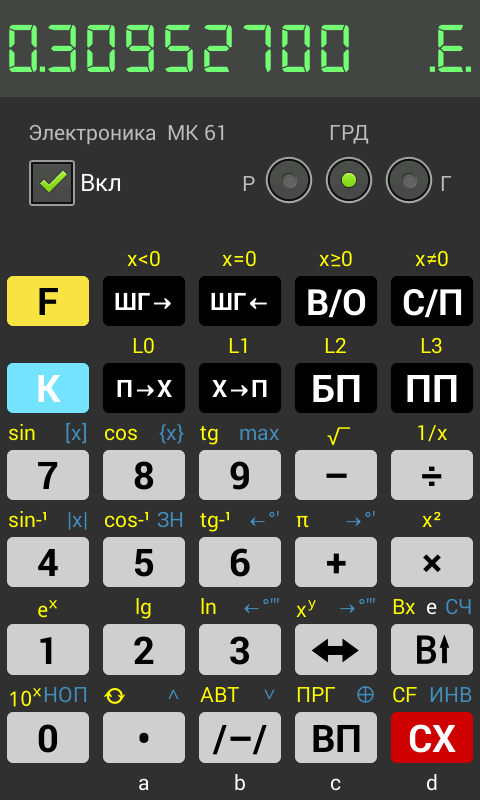 0.30952700 .E.
Электроника МК 61 ГРД
Вкл Р Г
x<0 x=0 x≥0 x≠0
F ШГ→ ШГ← В/О С/П
L0 L1 L2 L3
К П→Х Х→П БП ПП
sin [x] cos {x} tg max √ 1/x
7 8 9 − ÷
sin-¹ |x| cos-¹ ЗН tg-¹ ←°' π →°' x²
4 5 6 + ×
eˣ lg ln ←°'" xʸ →°'" Вх е СЧ
1 2 3 ⬌ В↑
10ˣ НОП ⟳ ^ АВТ v ПРГ ⊕ CF ИНВ
0 . /−/ ВП СХ
a b c d